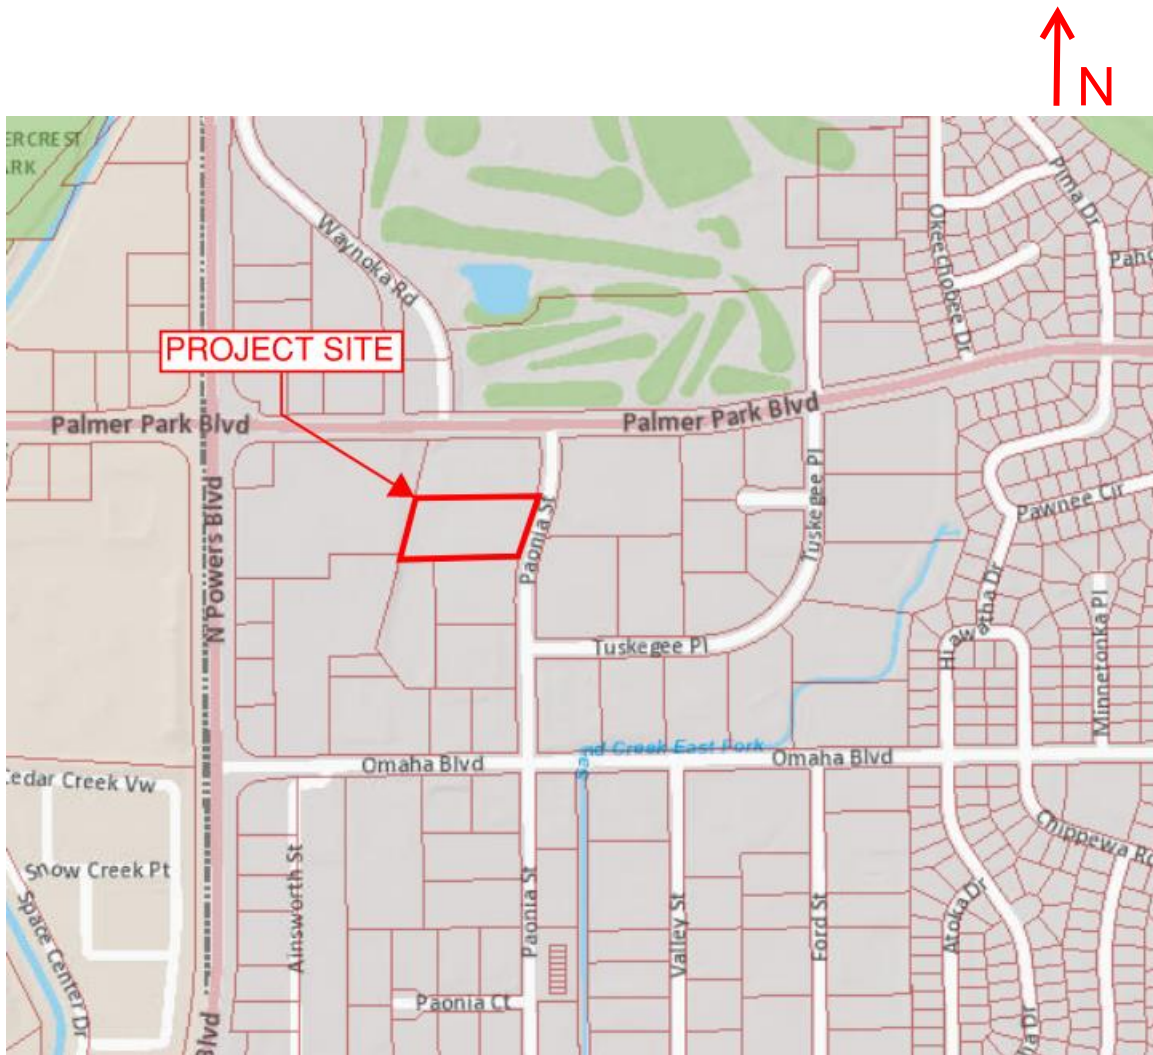 N
ERCREST
ARK
Pima Dr
Okeechobee Dr
Waynoka Rd
PROJECT SITE
Palmer Park Blvd
Palmer Park Blvd
N Powers Blvd
Paonia St
Tuskegee Pl
Pawnee Cir
Hiawatha Dr
Minnetonka Pl
Tuskegee Pl
Sand Creek East Fork
Omaha Blvd
Omaha Blvd
Cedar Creek Vw
Snow Creek Pt
Space Center Dr
Ainsworth St
Paonia St
Valley St
Ford St
Atoka Dr
Chippewa Rd
Paonia Ct
Blvd